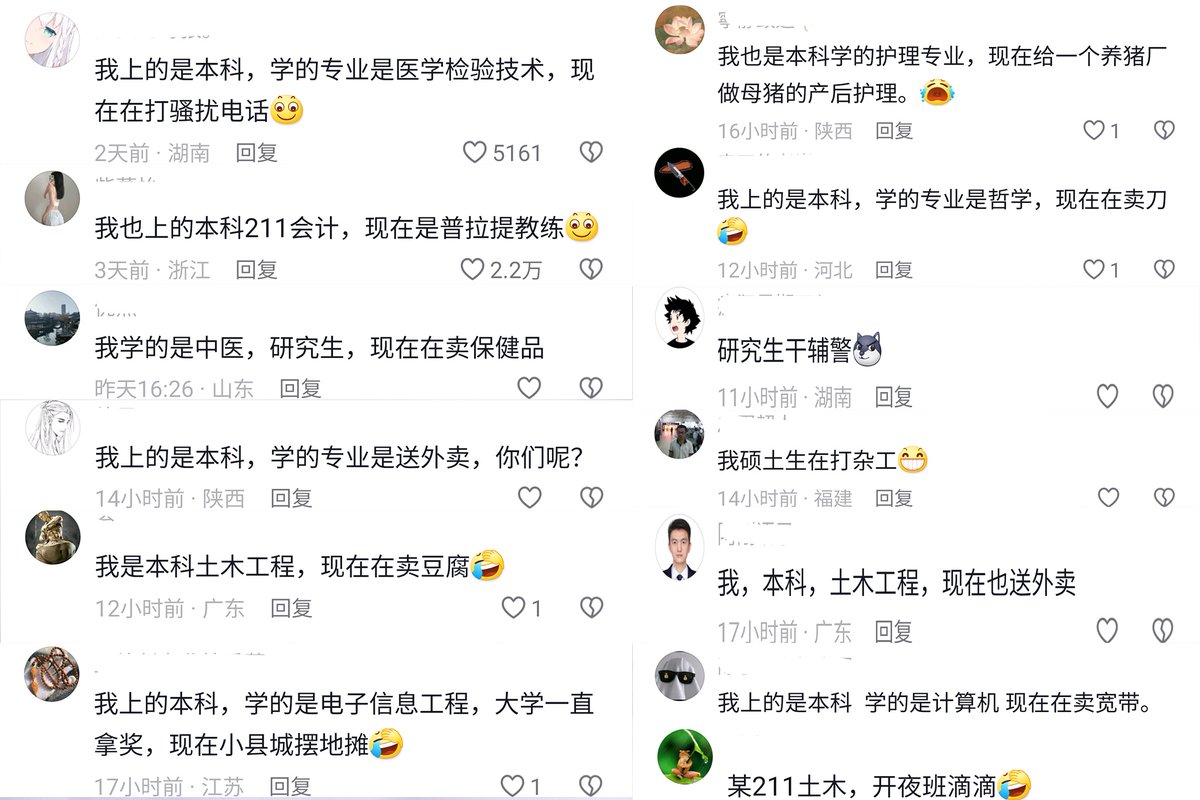 我上的是本科，学的专业是医学检验技术，现
在在打骚扰电话
2天前·湖南 回复 5161
我也上的本科211会计，现在是普拉提教练
3天前·浙江 回复 2.2万
我学的是中医，研究生，现在在卖保健品
昨天16:26·山东 回复
我上的是本科，学的专业是送外卖，你们呢？
14小时前·陕西 回复
我是本科土木工程，现在在卖豆腐
12小时前·广东 回复 1
我上的本科，学的是电子信息工程，大学一直
拿奖，现在小县城摆地摊
17小时前·江苏 回复 1
我也是本科学的护理专业，现在给一个养猪厂
做母猪的产后护理。
16小时前·陕西 回复 1
我上的是本科，学的专业是哲学，现在在卖刀
12小时前·河北 回复 1
研究生干辅警
11小时前·湖南 回复
我硕土生在打杂工
14小时前·福建 回复
我，本科，土木工程，现在也送外卖
17小时前·广东 回复
我上的是本科 学的是计算机 现在在卖宽带。
某211土木，开夜班滴滴